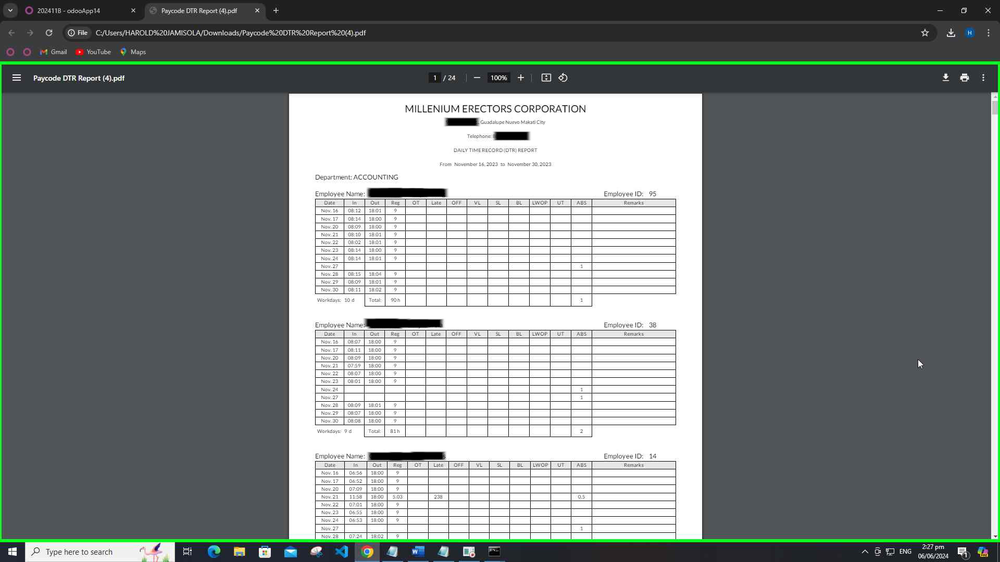 202411B - odooApp14
Paycode DTR Report (4).pdf
File C:/Users/HAROLD%20JAMISOLA/Downloads/Paycode%20DTR%20Report%20(4).pdf
H
Gmail YouTube Maps
Paycode DTR Report (4).pdf
1 / 24 100%
MILLENIUM ERECTORS CORPORATION
Guadalupe Nuevo Makati City
Telephone: 8
DAILY TIME RECORD (DTR) REPORT
From November 16, 2023 to November 30, 2023
Department: ACCOUNTING
Employee Name: Employee ID: 95
Date In Out Reg OT Late OFF VL SL BL LWOP UT ABS Remarks
Nov. 16 08:12 18:01 9
Nov. 17 08:14 18:00 9
Nov. 20 08:09 18:00 9
Nov. 21 08:10 18:01 9
Nov. 22 08:02 18:01 9
Nov. 23 08:14 18:00 9
Nov. 24 08:14 18:01 9
Nov. 27 1
Nov. 28 08:15 18:04 9
Nov. 29 08:09 18:01 9
Nov. 30 08:11 18:02 9
Workdays: 10 d Total: 90 h 1
Employee Name: Employee ID: 38
Date In Out Reg OT Late OFF VL SL BL LWOP UT ABS Remarks
Nov. 16 08:07 18:00 9
Nov. 17 08:11 18:00 9
Nov. 20 08:09 18:00 9
Nov. 21 07:59 18:00 9
Nov. 22 08:07 18:00 9
Nov. 23 08:01 18:00 9
Nov. 24 1
Nov. 27 1
Nov. 28 08:09 18:01 9
Nov. 29 08:07 18:00 9
Nov. 30 08:08 18:00 9
Workdays: 9 d Total: 81 h 2
Employee Name: Employee ID: 14
Date In Out Reg OT Late OFF VL SL BL LWOP UT ABS Remarks
Nov. 16 06:56 18:00 9
Nov. 17 06:52 18:00 9
Nov. 20 07:09 18:00 9
Nov. 21 11:58 18:00 5.03 238 0.5
Nov. 22 07:01 18:00 9
Nov. 23 06:55 18:00 9
Nov. 24 06:53 18:00 9
Nov. 27 1
Nov. 28 07:24 18:02 9
Type here to search
ENG
2:27 pm
06/06/2024
1